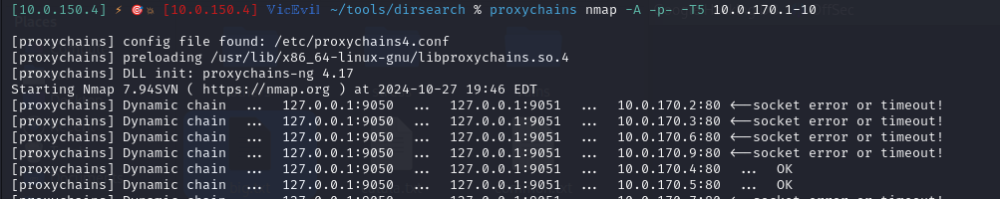 [10.0.150.4] ⚡ 🎯 [10.0.150.4] VicEvil ~/tools/dirsearch % proxychains nmap -A -p- -T5 10.0.170.1-10
[proxychains] config file found: /etc/proxychains4.conf
[proxychains] preloading /usr/lib/x86_64-linux-gnu/libproxychains.so.4
[proxychains] DLL init: proxychains-ng 4.17
Starting Nmap 7.94SVN ( https://nmap.org ) at 2024-10-27 19:46 EDT
[proxychains] Dynamic chain ... 127.0.0.1:9050 ... 127.0.0.1:9051 ... 10.0.170.2:80 <--socket error or timeout!
[proxychains] Dynamic chain ... 127.0.0.1:9050 ... 127.0.0.1:9051 ... 10.0.170.3:80 <--socket error or timeout!
[proxychains] Dynamic chain ... 127.0.0.1:9050 ... 127.0.0.1:9051 ... 10.0.170.6:80 <--socket error or timeout!
[proxychains] Dynamic chain ... 127.0.0.1:9050 ... 127.0.0.1:9051 ... 10.0.170.9:80 <--socket error or timeout!
[proxychains] Dynamic chain ... 127.0.0.1:9050 ... 127.0.0.1:9051 ... 10.0.170.4:80 ... OK
[proxychains] Dynamic chain ... 127.0.0.1:9050 ... 127.0.0.1:9051 ... 10.0.170.5:80 ... OK